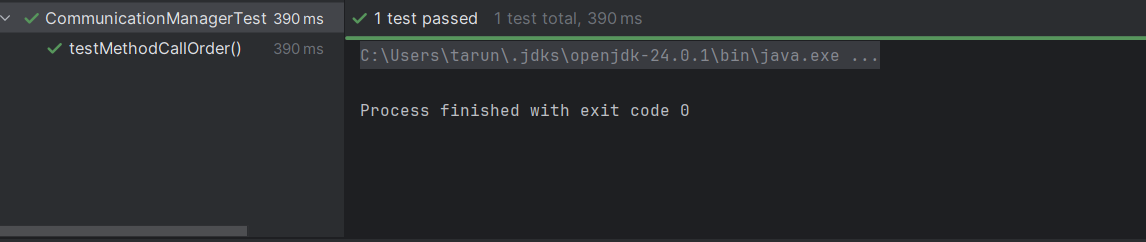 CommunicationManagerTest 390 ms
testMethodCallOrder() 390 ms
1 test passed 1 test total, 390 ms
C:\Users\tarun\.jdks\openjdk-24.0.1\bin\java.exe ...
Process finished with exit code 0